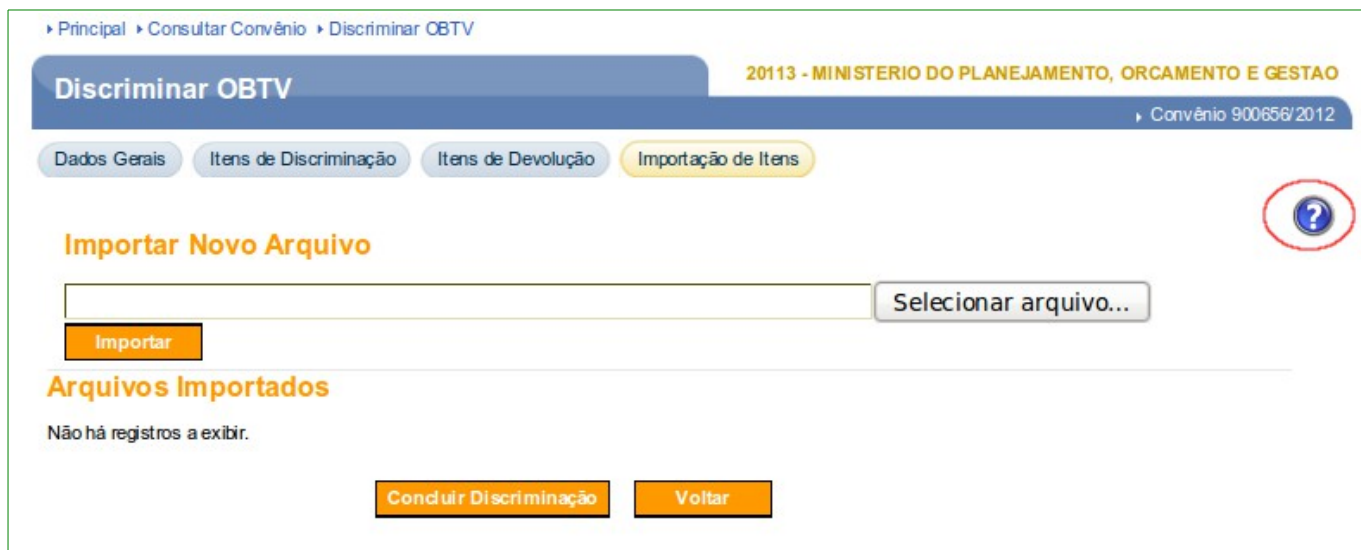 Principal Consultar Convênio Discriminar OBTV
20113 - MINISTERIO DO PLANEJAMENTO, ORCAMENTO E GESTAO
Discriminar OBTV
Convênio 900656/2012
Dados Gerais Itens de Discriminação Itens de Devolução Importação de Itens
?
Importar Novo Arquivo
Selecionar arquivo...
Importar
Arquivos Importados
Não há registros a exibir.
Concluir Discriminação Voltar